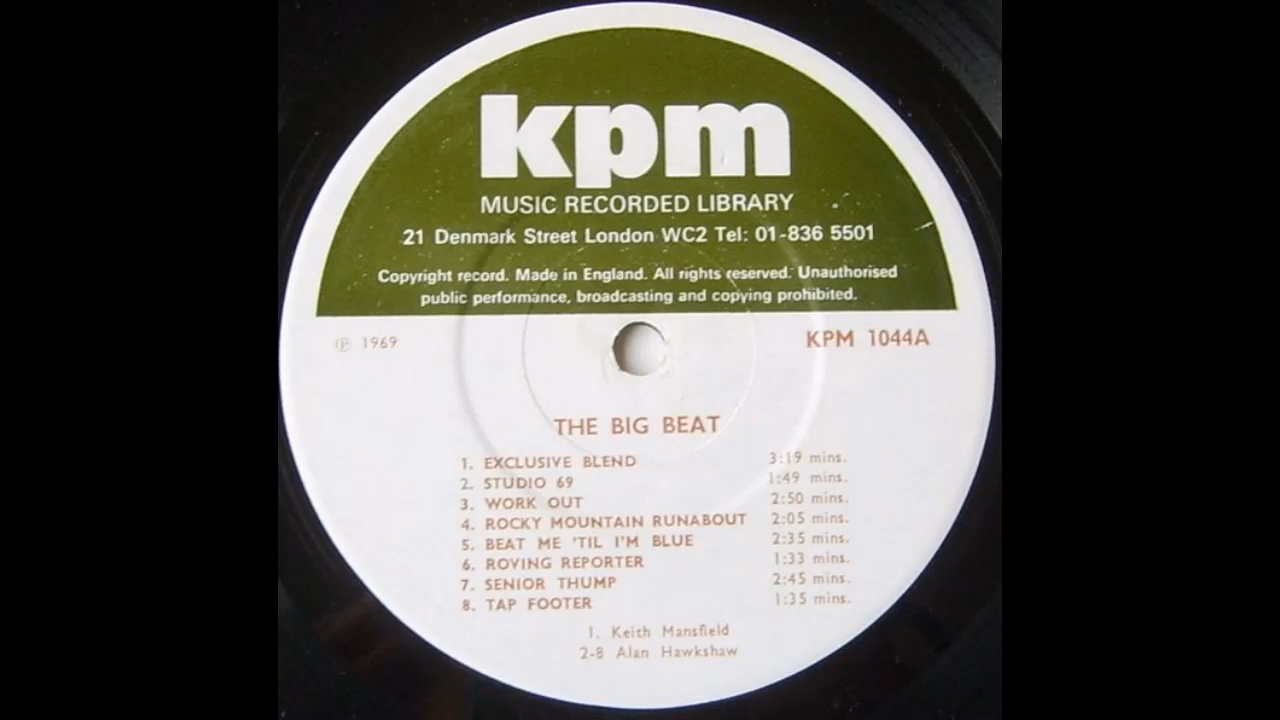 kpm
MUSIC RECORDED LIBRARY
21 Denmark Street London WC2 Tel: 01-836 5501
Copyright record. Made in England. All rights reserved. Unauthorised
public performance, broadcasting and copying prohibited.
℗ 1969 KPM 1044A
THE BIG BEAT
1. EXCLUSIVE BLEND 3:19 mins.
2. STUDIO 69 1:49 mins.
3. WORK OUT 2:50 mins.
4. ROCKY MOUNTAIN RUNABOUT 2:05 mins.
5. BEAT ME 'TIL I'M BLUE 2:35 mins.
6. ROVING REPORTER 1:33 mins.
7. SENIOR THUMP 2:45 mins.
8. TAP FOOTER 1:35 mins.
1. Keith Mansfield
2-8 Alan Hawkshaw